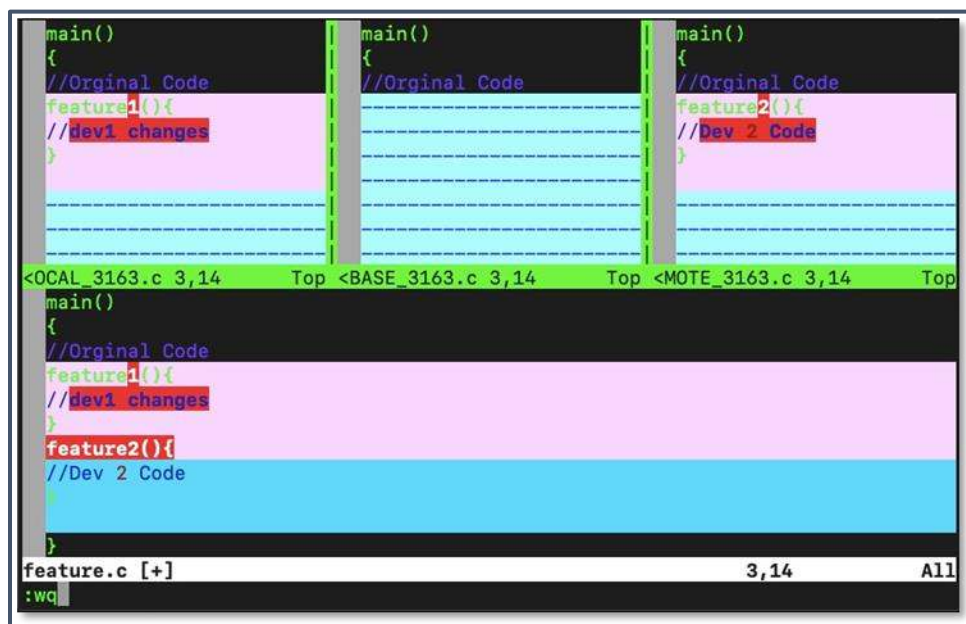 main()
{
//Orginal Code
feature1(){
//dev1 changes
}
main()
{
//Orginal Code
main()
{
//Orginal Code
feature2(){
//Dev 2 Code
}
<OCAL_3163.c 3,14 Top <BASE_3163.c 3,14 Top <MOTE_3163.c 3,14 Top
main()
{
//Orginal Code
feature1(){
//dev1 changes
}
feature2(){
//Dev 2 Code
}
}
feature.c [+] 3,14 All
:wq